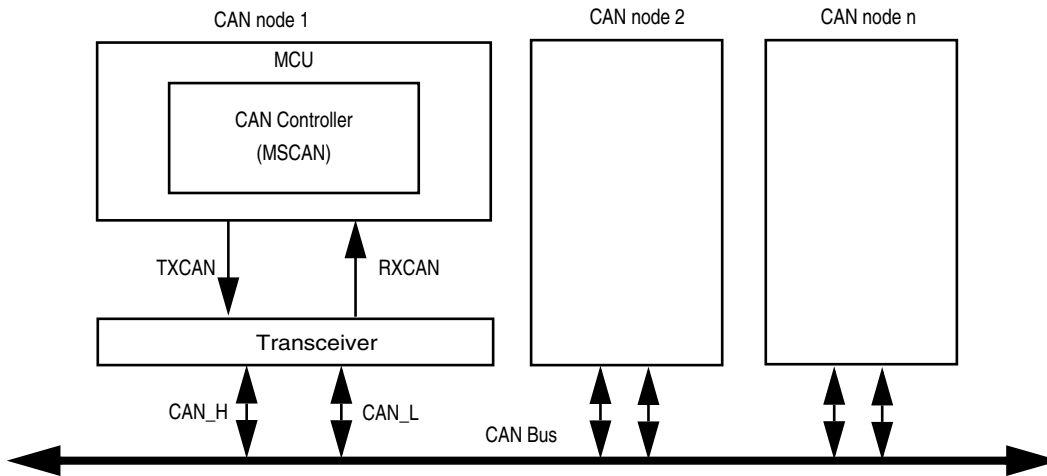 CAN node 1
CAN node 2
CAN node n
MCU
CAN Controller
(MSCAN)
TXCAN
RXCAN
Transceiver
CAN_H
CAN_L
CAN Bus